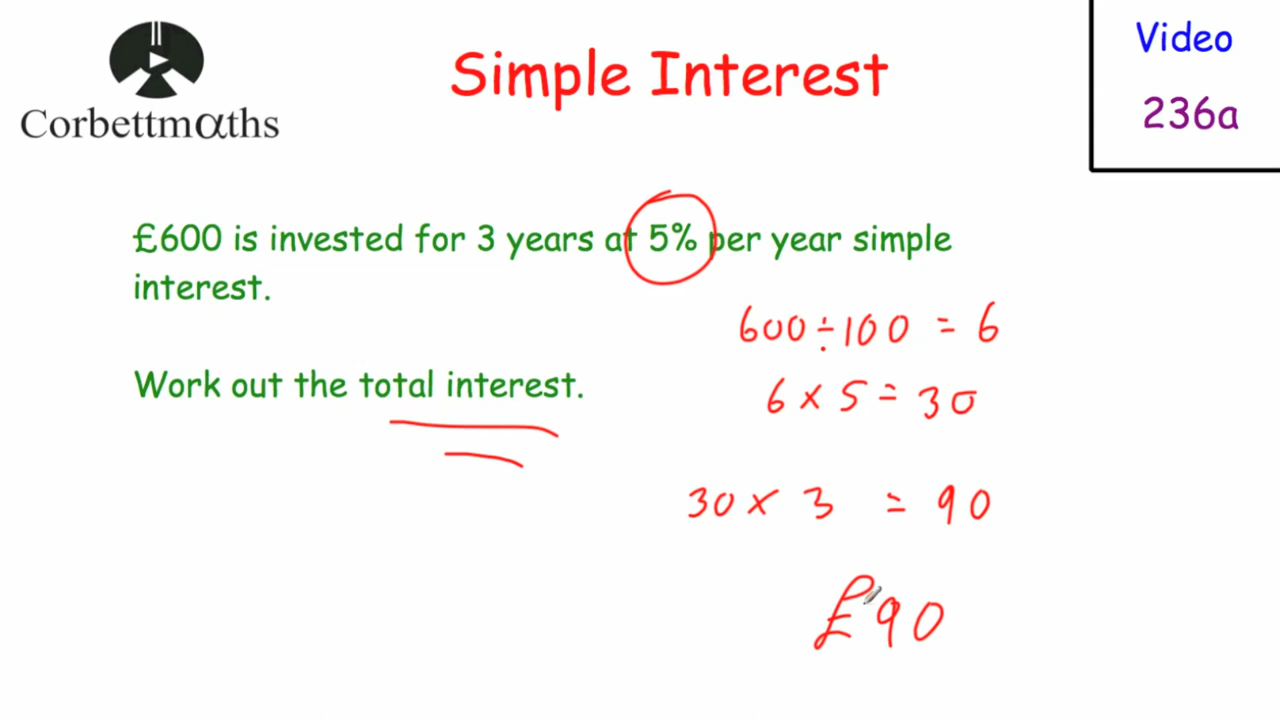 Corbettmαths
Simple Interest
Video
236a
£600 is invested for 3 years at 5% per year simple
interest.
600 ÷ 100 = 6
Work out the total interest.
6 × 5 = 30
30 × 3 = 90
£90